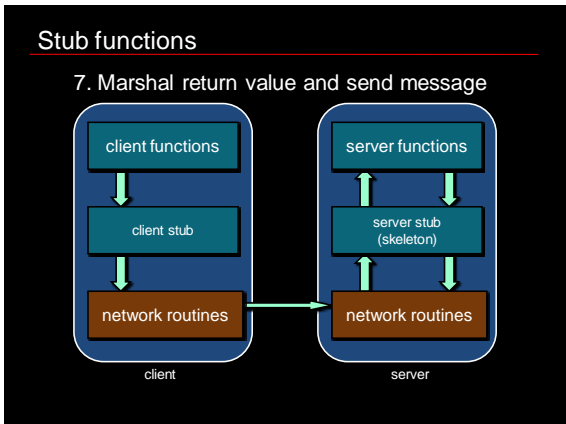 Stub functions
7. Marshal return value and send message
client functions
server functions
client stub
server stub
(skeleton)
network routines
network routines
client
server